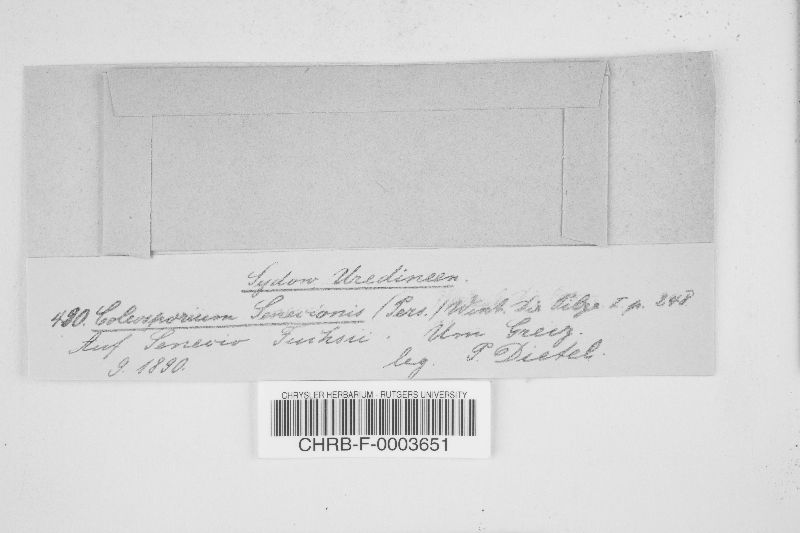 Sydow Uredineen.
480. Coleosporium Senecionis (Pers.) Wint. Die Pilze I p. 248
Auf Senecio Fuchsii. Um Greiz.
9. 1890. leg. P. Dietel.
CHRYSLER HERBARIUM - RUTGERS UNIVERSITY
CHRB-F-0003651